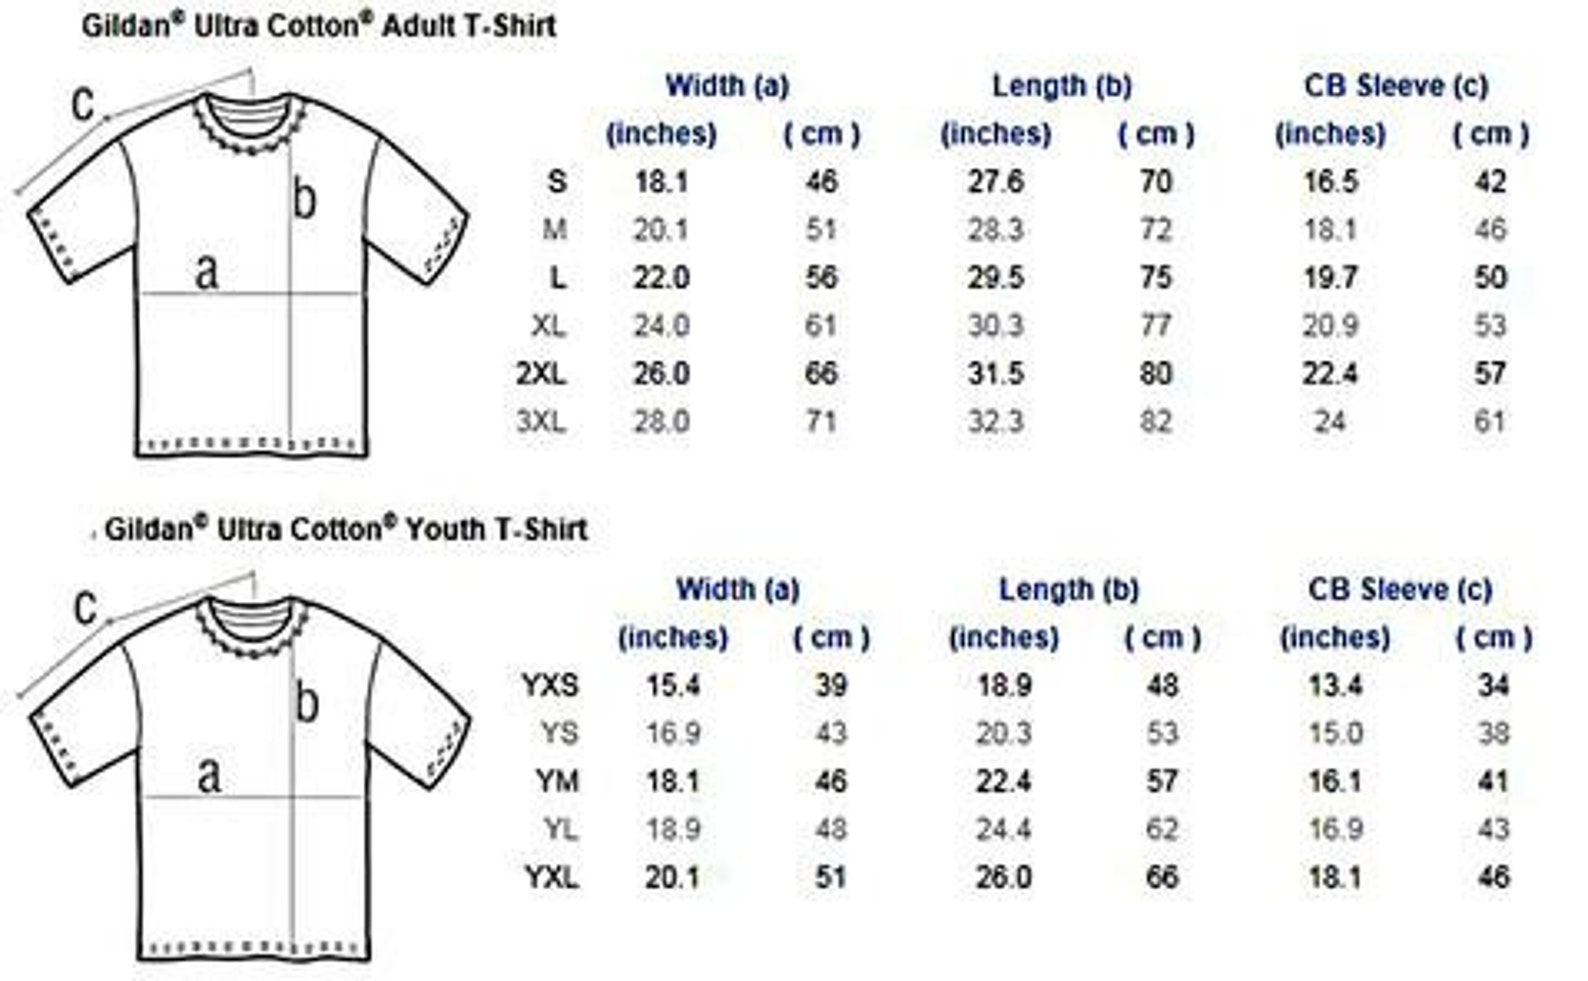 Gildan© Ultra Cotton© Adult T-Shirt
Width (a) Length (b) CB Sleeve (c)
(inches) ( cm ) (inches) ( cm ) (inches) ( cm )
S 18.1 46 27.6 70 16.5 42
M 20.1 51 28.3 72 18.1 46
L 22.0 56 29.5 75 19.7 50
XL 24.0 61 30.3 77 20.9 53
2XL 26.0 66 31.5 80 22.4 57
3XL 28.0 71 32.3 82 24 61
c
b
a
Gildan© Ultra Cotton© Youth T-Shirt
Width (a) Length (b) CB Sleeve (c)
(inches) ( cm ) (inches) ( cm ) (inches) ( cm )
YXS 15.4 39 18.9 48 13.4 34
YS 16.9 43 20.3 53 15.0 38
YM 18.1 46 22.4 57 16.1 41
YL 18.9 48 24.4 62 16.9 43
YXL 20.1 51 26.0 66 18.1 46
c
b
a